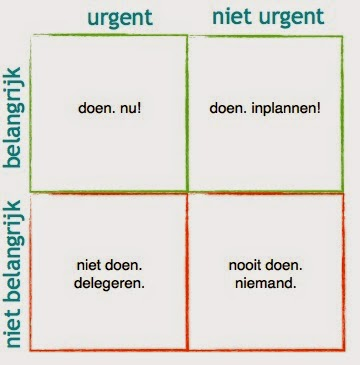 urgent
niet urgent
belangrijk
doen. nu!
doen. inplannen!
niet belangrijk
niet doen.
delegeren.
nooit doen.
niemand.